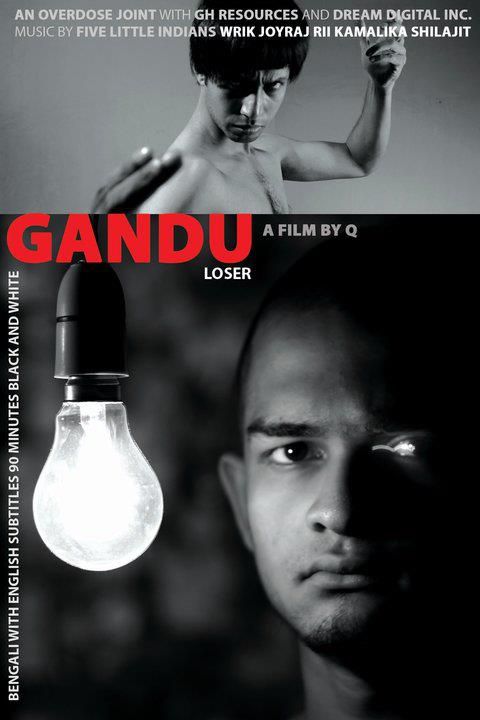 AN OVERDOSE JOINT WITH GH RESOURCES AND DREAM DIGITAL INC.
MUSIC BY FIVE LITTLE INDIANS WRIK JOYRAJ RII KAMALIKA SHILAJIT
GANDU
A FILM BY Q
LOSER
BENGALI WITH ENGLISH SUBTITLES 90 MINUTES BLACK AND WHITE